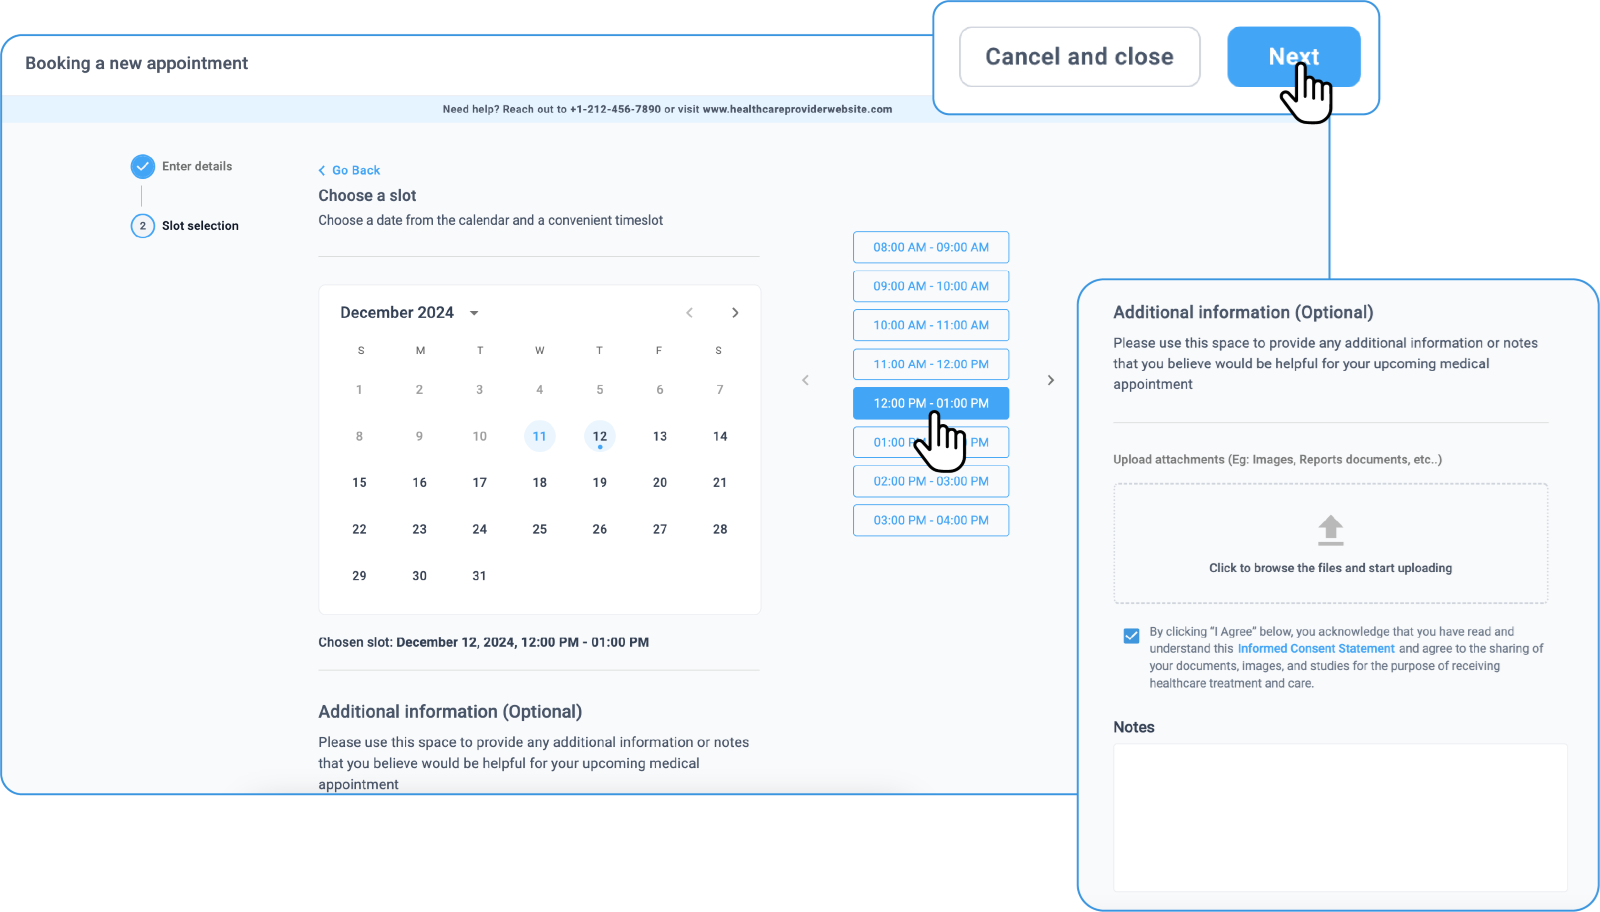 Booking a new appointment
Cancel and close
Next
Need help? Reach out to +1-212-456-7890 or visit www.healthcareproviderwebsite.com
Enter details
2 Slot selection
Go Back
Choose a slot
Choose a date from the calendar and a convenient timeslot
December 2024
S M T W T F S
1 2 3 4 5 6 7
8 9 10 11 12 13 14
15 16 17 18 19 20 21
22 23 24 25 26 27 28
29 30 31
08:00 AM - 09:00 AM
09:00 AM - 10:00 AM
10:00 AM - 11:00 AM
11:00 AM - 12:00 PM
12:00 PM - 01:00 PM
01:00 PM
02:00 PM - 03:00 PM
03:00 PM - 04:00 PM
Chosen slot: December 12, 2024, 12:00 PM - 01:00 PM
Additional information (Optional)
Please use this space to provide any additional information or notes
that you believe would be helpful for your upcoming medical
appointment
Additional information (Optional)
Please use this space to provide any additional information or notes
that you believe would be helpful for your upcoming medical
appointment
Upload attachments (Eg: Images, Reports documents, etc..)
Click to browse the files and start uploading
By clicking “I Agree” below, you acknowledge that you have read and
understand this Informed Consent Statement and agree to the sharing of
your documents, images, and studies for the purpose of receiving
healthcare treatment and care.
Notes